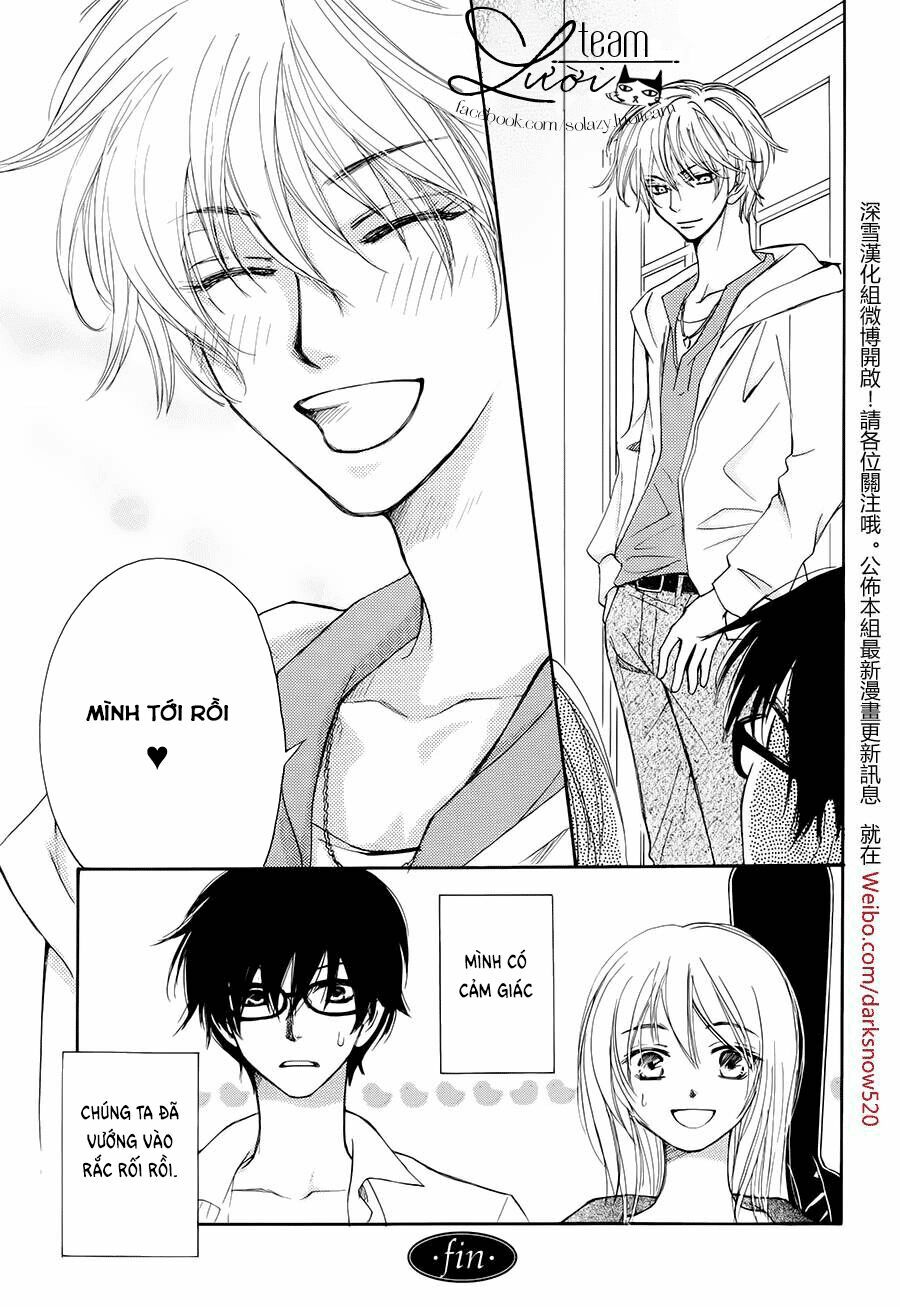 team
Lười
facebook.com/solazy.luoiteam
MÌNH TỚI RỒI
♥
MÌNH CÓ
CẢM GIÁC
CHÚNG TA ĐÃ
VƯỚNG VÀO
RẮC RỐI RỒI.
·fin·
深雪漢化組微博開啟！請各位關注哦。公佈本組最新漫畫更新訊息 就在 Weibo.com/darksnow520